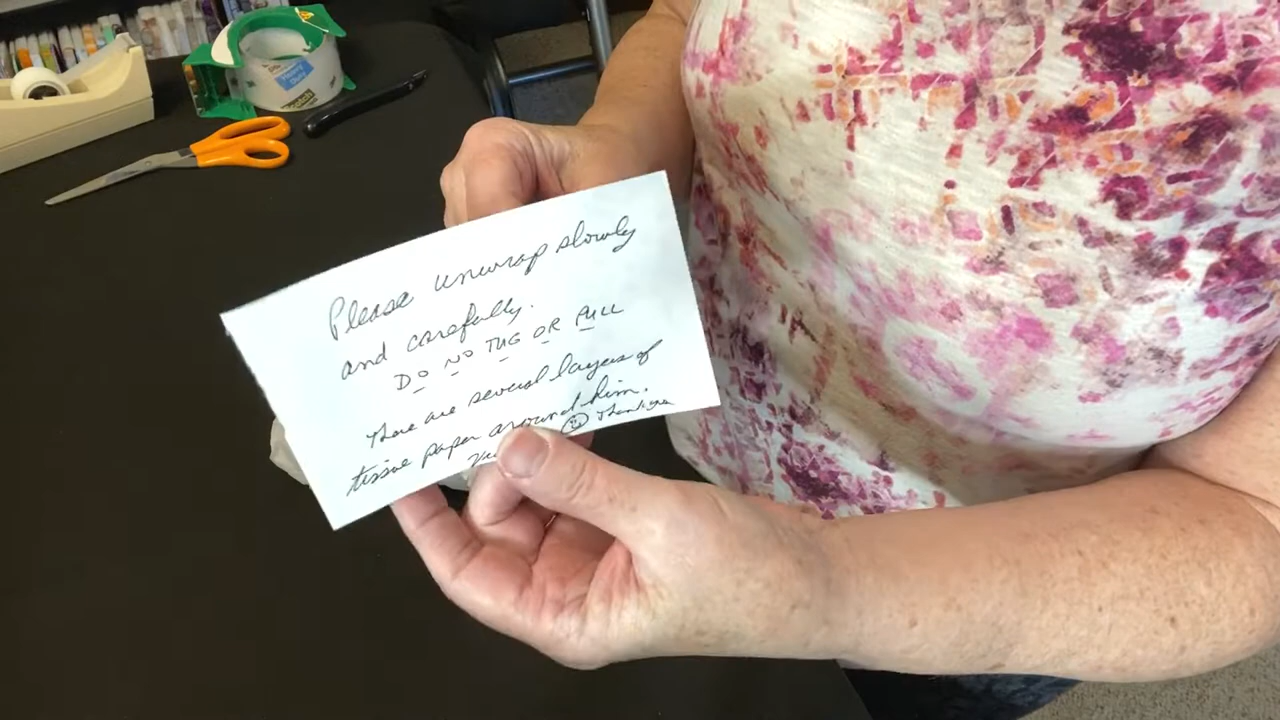 Please unwrap slowly
and carefully.
DO NO TUG OR PULL
There are several layers of
tissue paper around him.
☺ Thank you
Scotch